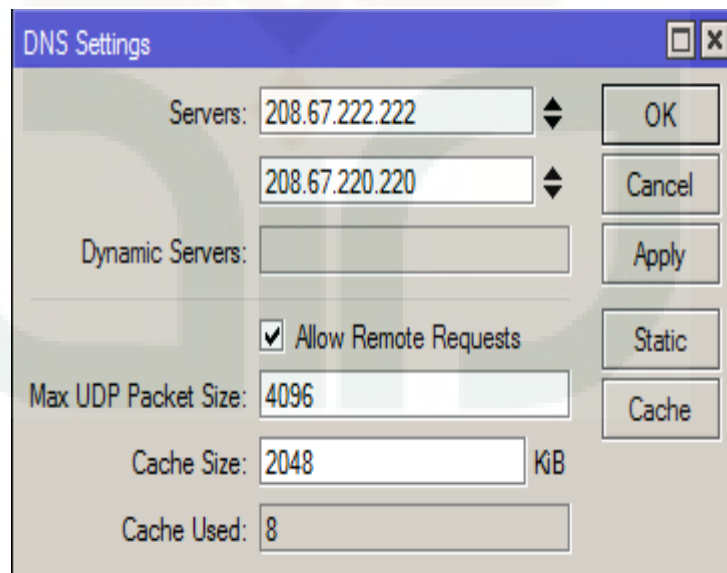 DNS Settings
Servers: 208.67.222.222 OK
208.67.220.220 Cancel
Dynamic Servers: Apply
Allow Remote Requests Static
Max UDP Packet Size: 4096 Cache
Cache Size: 2048 KiB
Cache Used: 8